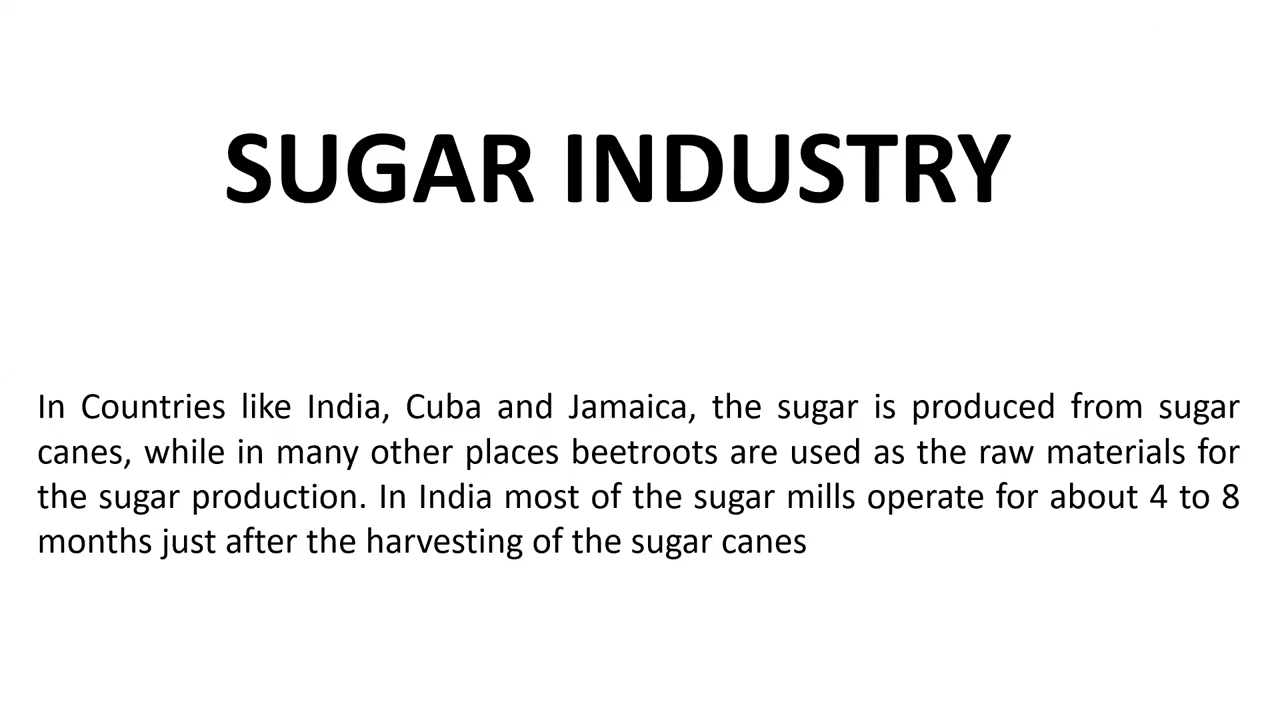 SUGAR INDUSTRY
In Countries like India, Cuba and Jamaica, the sugar is produced from sugar
canes, while in many other places beetroots are used as the raw materials for
the sugar production. In India most of the sugar mills operate for about 4 to 8
months just after the harvesting of the sugar canes